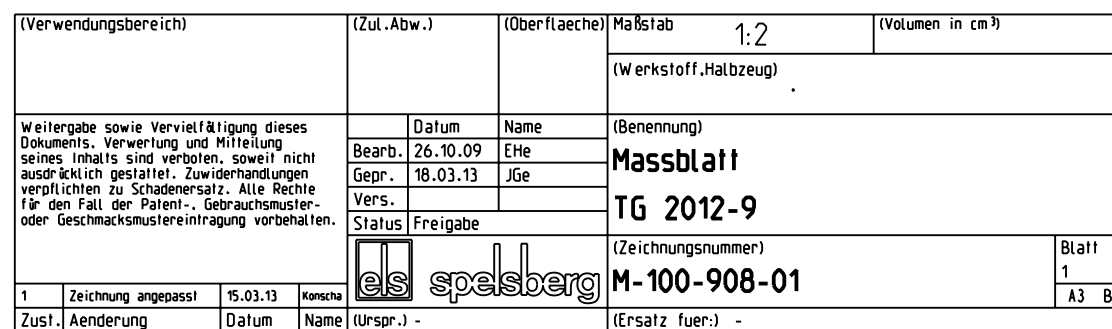 (Verwendungsbereich)
(Zul.Abw.)
(Oberflaeche)
Maßstab 1:2
(Volumen in cm³)
(Werkstoff,Halbzeug)
Weitergabe sowie Vervielfältigung dieses
Dokuments, Verwertung und Mitteilung
seines Inhalts sind verboten, soweit nicht
ausdrücklich gestattet. Zuwiderhandlungen
verpflichten zu Schadenersatz. Alle Rechte
für den Fall der Patent-, Gebrauchsmuster-
oder Geschmacksmustereintragung vorbehalten.
Datum Name
Bearb. 26.10.09 EHe
Gepr. 18.03.13 JGe
Vers.
Status Freigabe
(Benennung)
Massblatt
TG 2012-9
els spelsberg
(Zeichnungsnummer)
M-100-908-01
Blatt
1
A3 B
1 Zeichnung angepasst 15.03.13 Konscha
Zust. Aenderung Datum Name
(Urspr.) -
(Ersatz fuer:) -